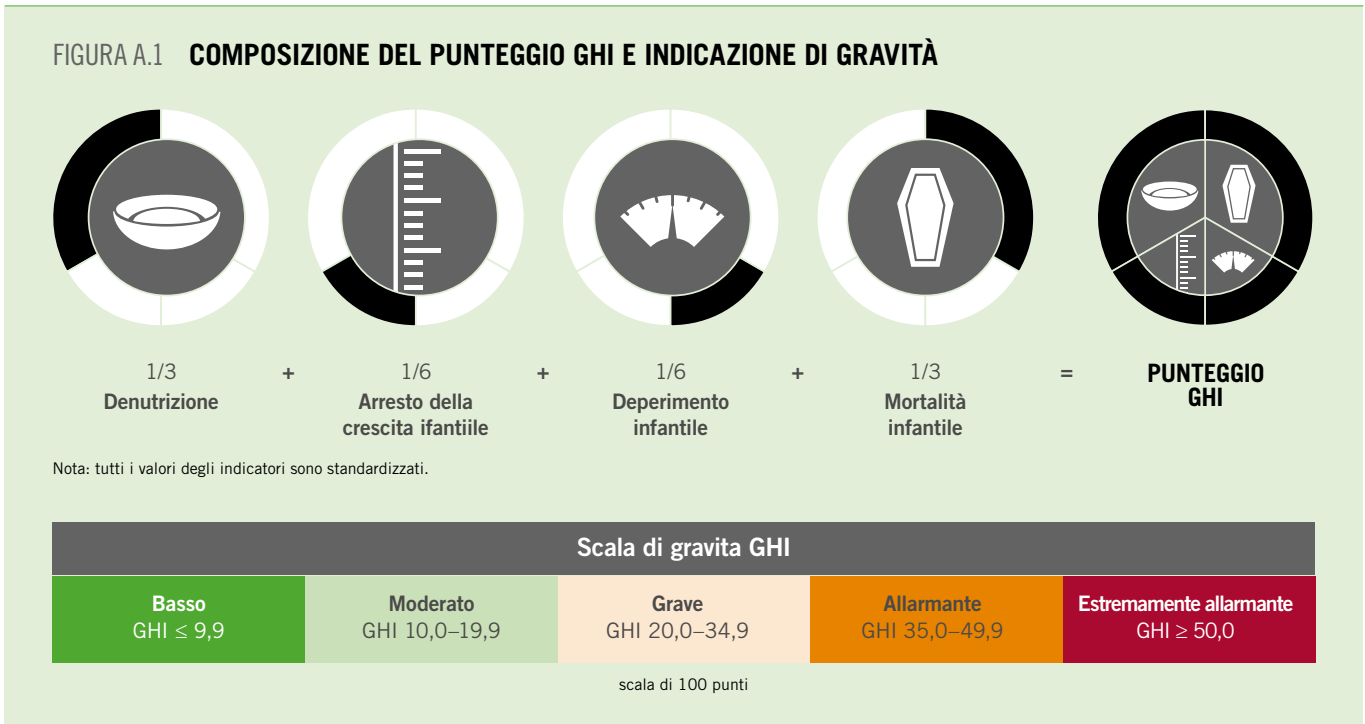 FIGURA A.1 COMPOSIZIONE DEL PUNTEGGIO GHI E INDICAZIONE DI GRAVITÀ
1/3 + 1/6 + 1/6 + 1/3 = PUNTEGGIO
GHI
Denutrizione
Arresto della
crescita ifantiile
Deperimento
infantile
Mortalità
infantile
Nota: tutti i valori degli indicatori sono standardizzati.
Scala di gravita GHI
Basso
GHI ≤ 9,9
Moderato
GHI 10,0–19,9
Grave
GHI 20,0–34,9
Allarmante
GHI 35,0–49,9
Estremamente allarmante
GHI ≥ 50,0
scala di 100 punti